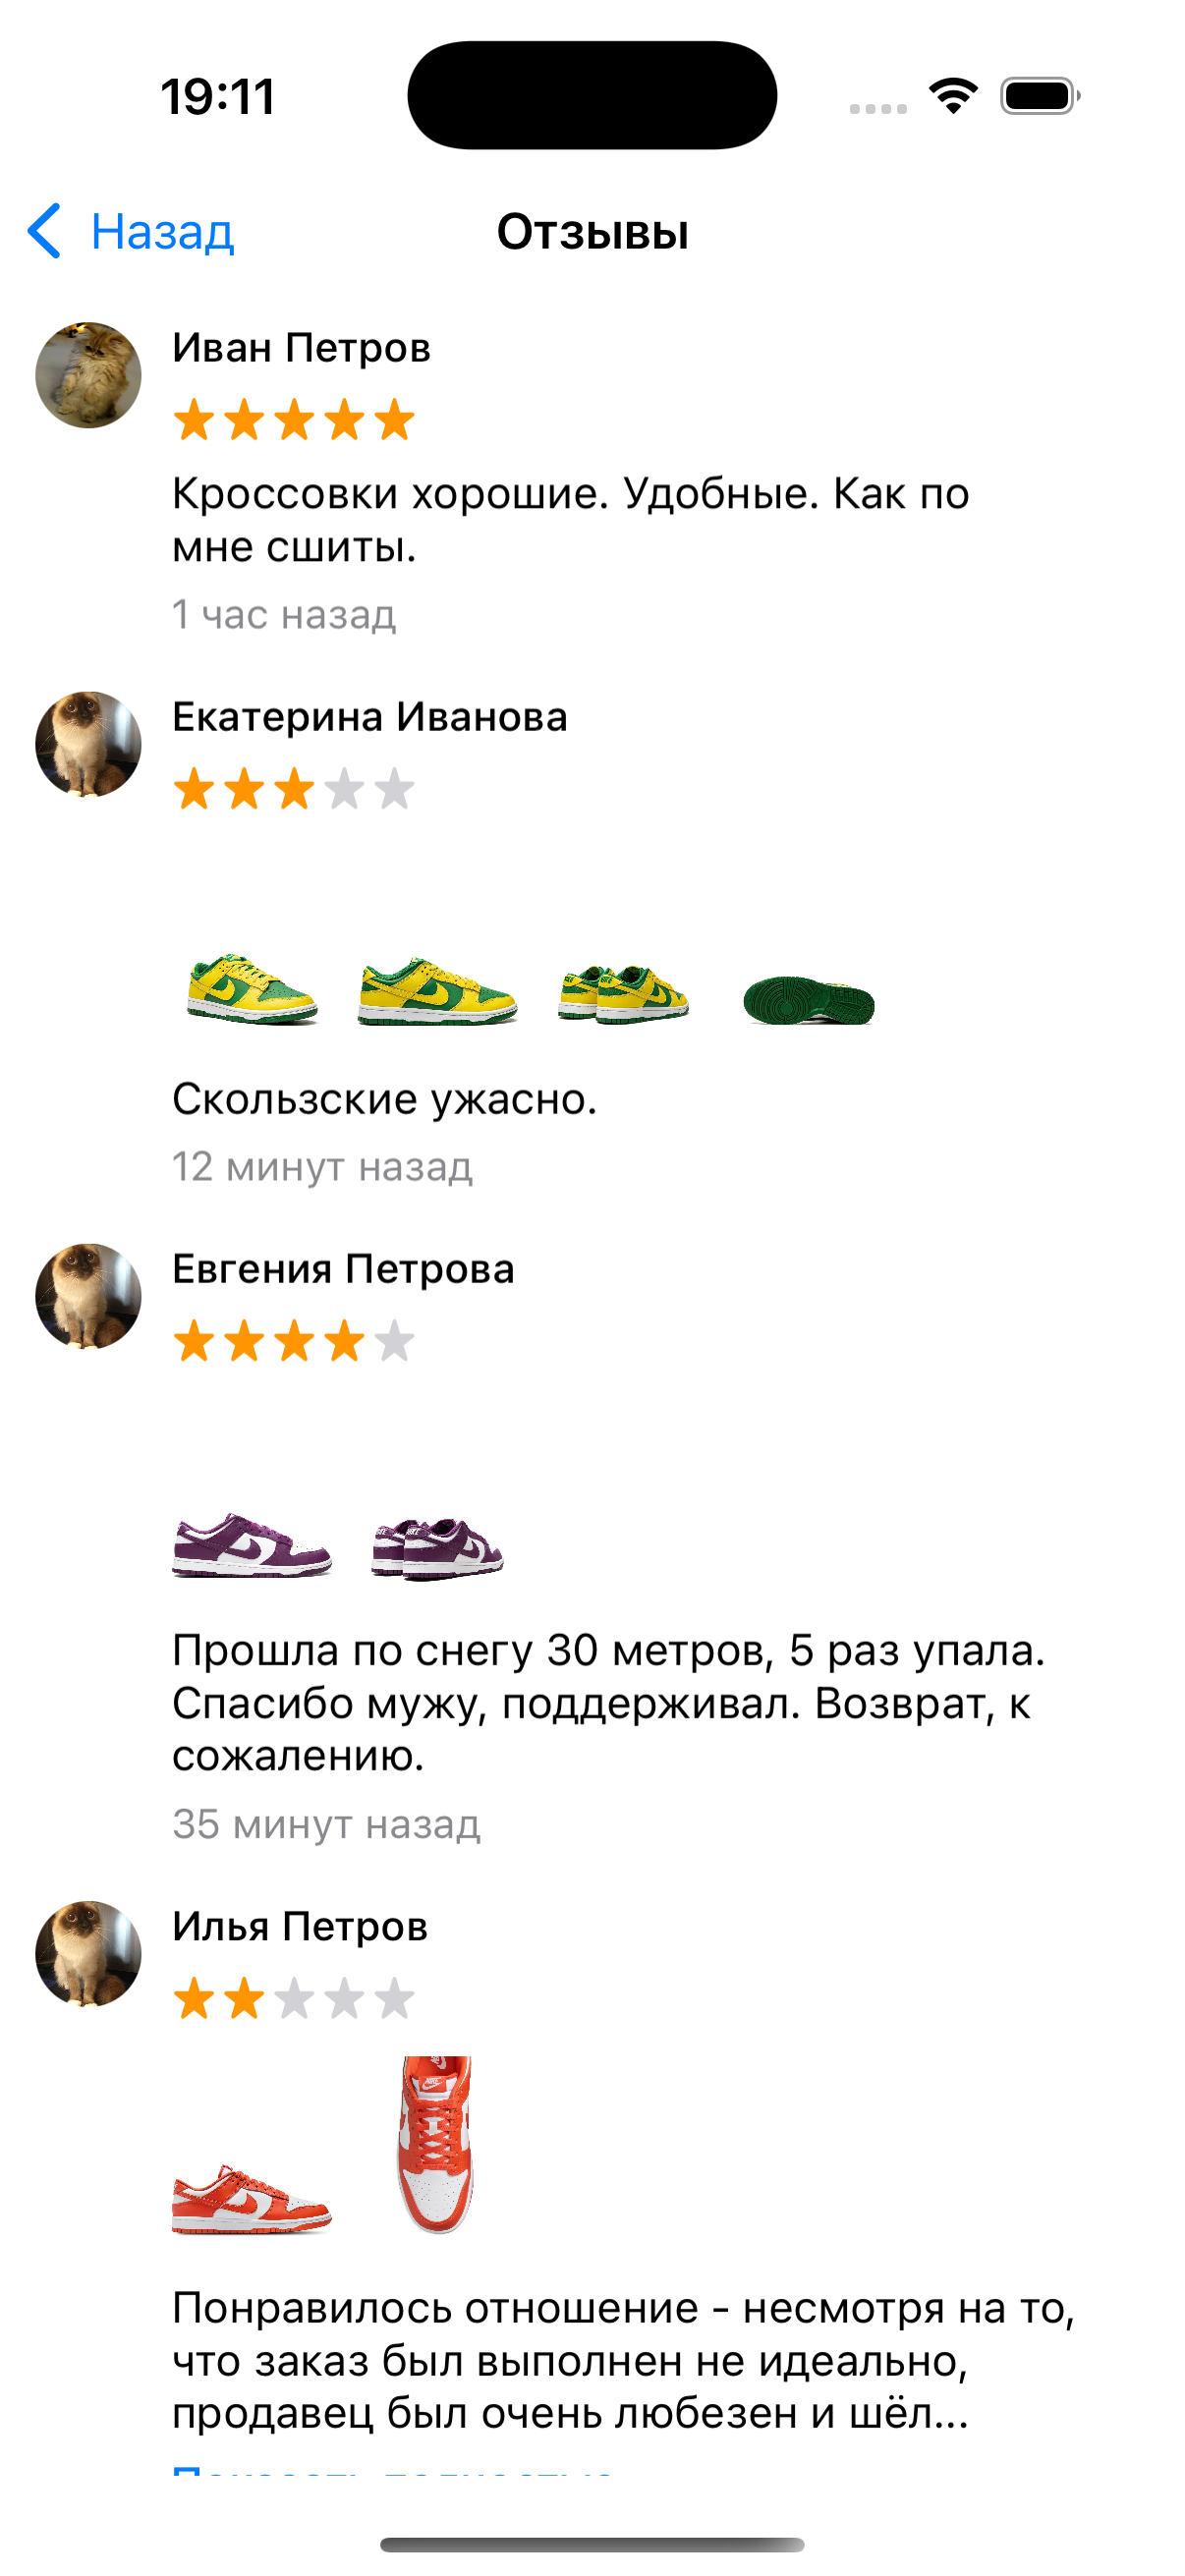 19:11
Назад
Отзывы
Иван Петров
Кроссовки хорошие. Удобные. Как по
мне сшиты.
1 час назад
Екатерина Иванова
Скользские ужасно.
12 минут назад
Евгения Петрова
Прошла по снегу 30 метров, 5 раз упала.
Спасибо мужу, поддерживал. Возврат, к
сожалению.
35 минут назад
Илья Петров
Понравилось отношение - несмотря на то,
что заказ был выполнен не идеально,
продавец был очень любезен и шёл...